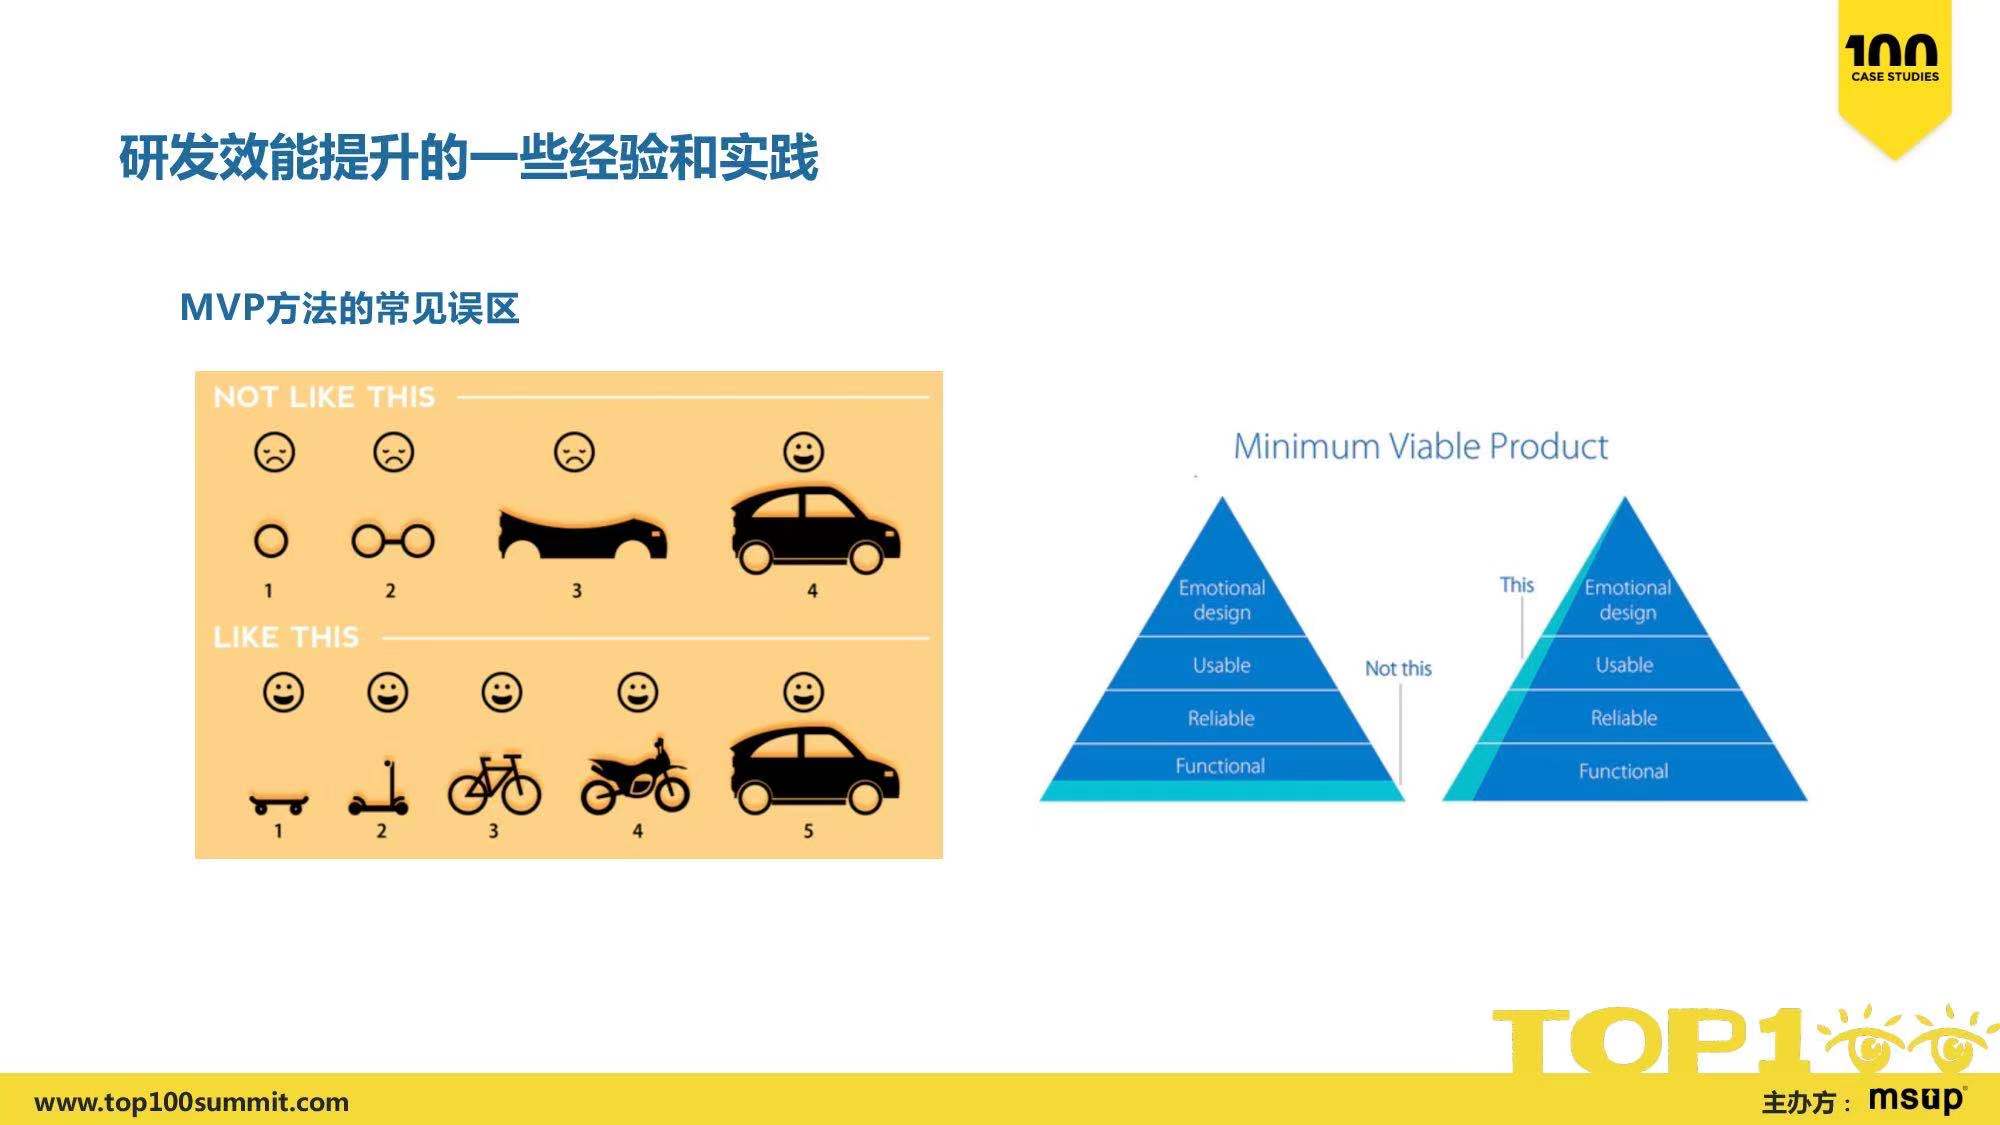 100
CASE STUDIES
研发效能提升的一些经验和实践
MVP方法的常见误区
NOT LIKE THIS
1 2 3 4
LIKE THIS
1 2 3 4 5
Minimum Viable Product
Emotional
design
Usable
Reliable
Functional
Not this
This
Emotional
design
Usable
Reliable
Functional
TOP100
www.top100summit.com
主办方： msup